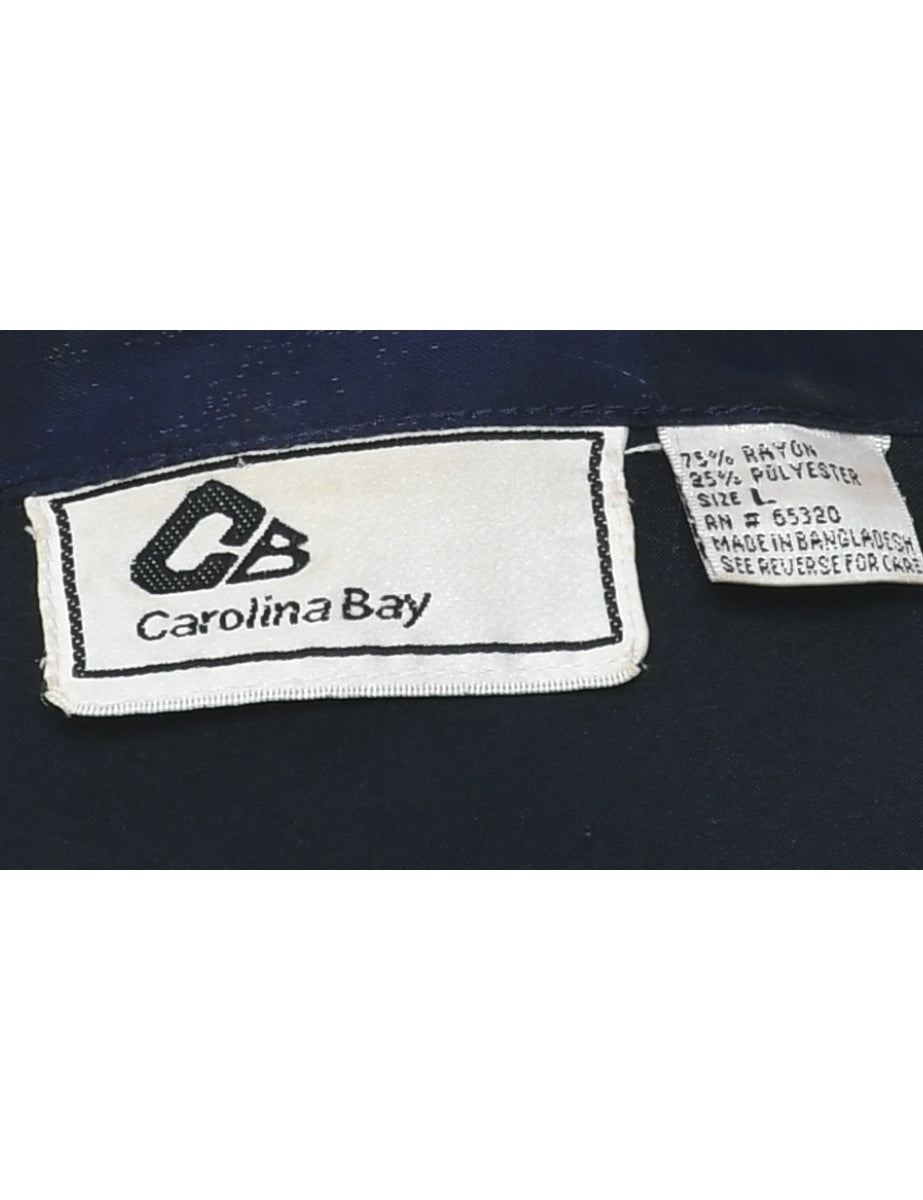 CB
Carolina Bay
75% RAYON
25% POLYESTER
SIZE L
RN # 65320
MADE IN BANGLADESH
SEE REVERSE FOR CARE